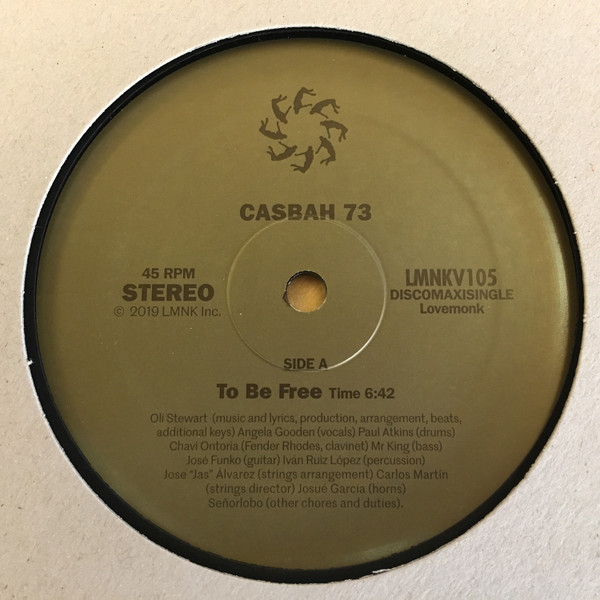 CASBAH 73
45 RPM
STEREO
© 2019 LMNK Inc.
LMNKV105
DISCOMAXISINGLE
Lovemonk
SIDE A
To Be Free Time 6:42
Oli Stewart (music and lyrics, production, arrangement, beats,
additional keys) Angela Gooden (vocals) Paul Atkins (drums)
Chavi Ontoria (Fender Rhodes, clavinet) Mr King (bass)
José Funko (guitar) Iván Ruiz López (percussion)
Jose "Jas" Álvarez (strings arrangement) Carlos Martín
(strings director) Josué García (horns)
Señorlobo (other chores and duties).